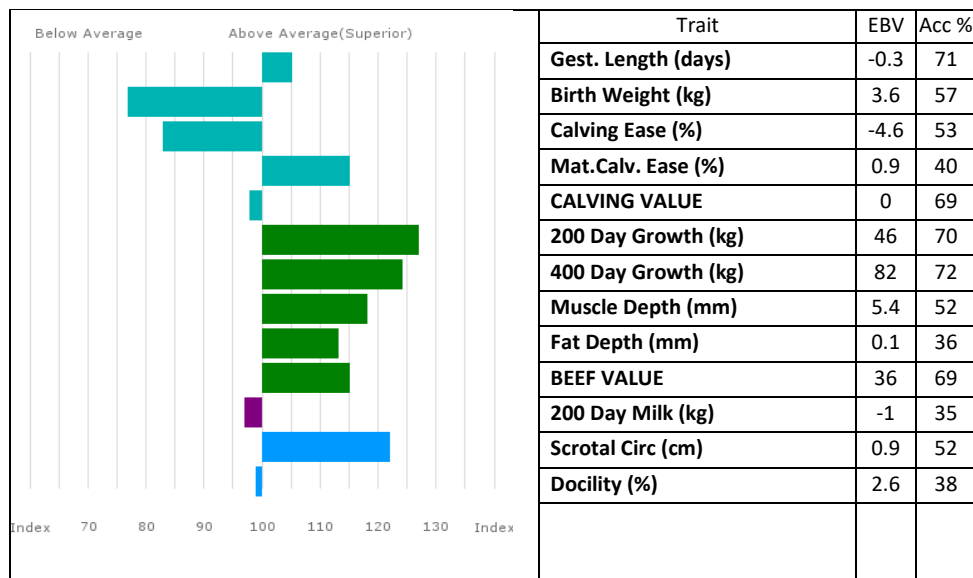 Below Average Above Average(Superior)
Trait EBV Acc %
Gest. Length (days) -0.3 71
Birth Weight (kg) 3.6 57
Calving Ease (%) -4.6 53
Mat.Calv. Ease (%) 0.9 40
CALVING VALUE 0 69
200 Day Growth (kg) 46 70
400 Day Growth (kg) 82 72
Muscle Depth (mm) 5.4 52
Fat Depth (mm) 0.1 36
BEEF VALUE 36 69
200 Day Milk (kg) -1 35
Scrotal Circ (cm) 0.9 52
Docility (%) 2.6 38
Index 70 80 90 100 110 120 130 Index